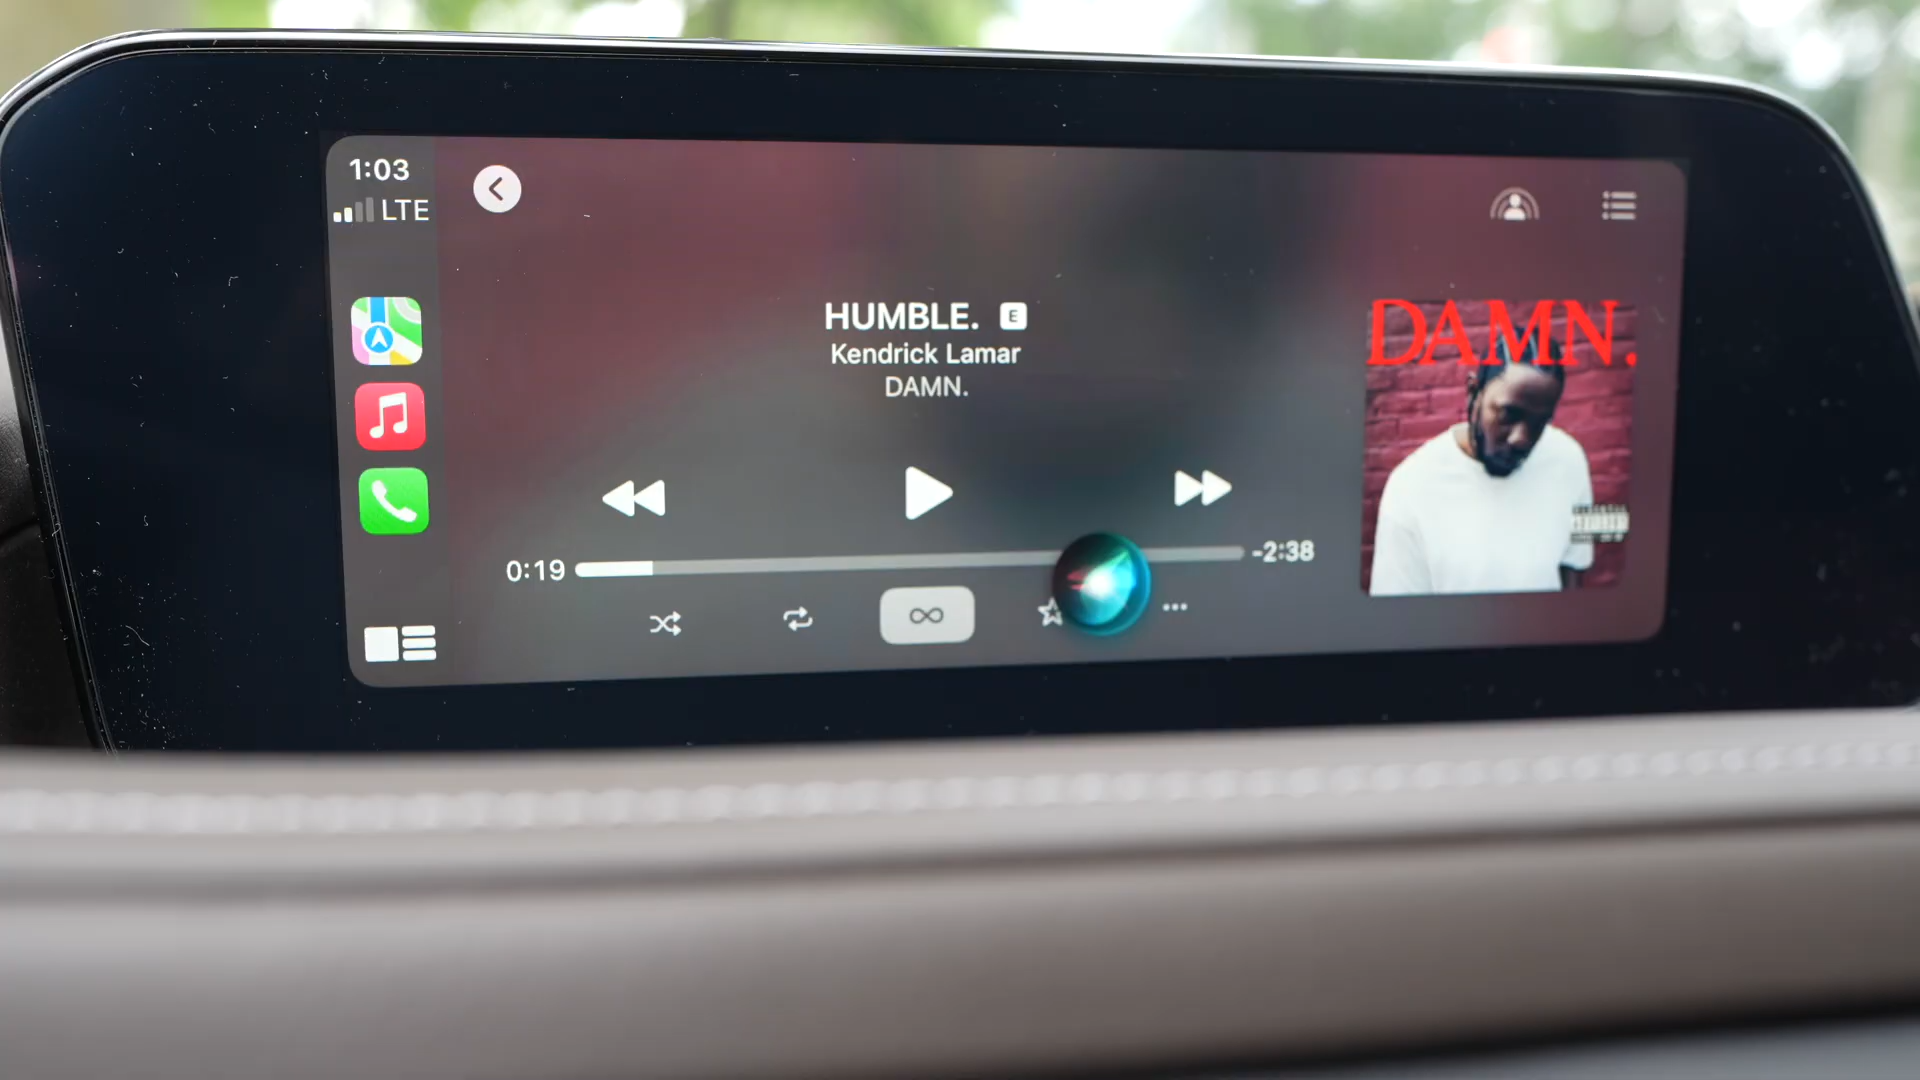 1:03
LTE
HUMBLE. E
Kendrick Lamar
DAMN.
0:19
-2:38
DAMN.